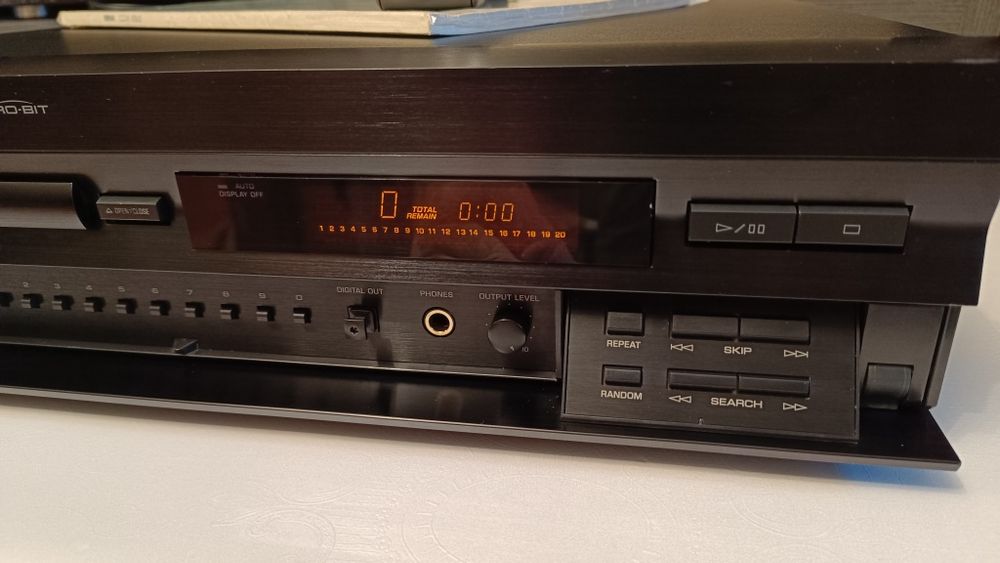 RO-BIT
AUTO
DISPLAY OFF
OPEN/CLOSE
0 TOTAL REMAIN 0:00
1 2 3 4 5 6 7 8 9 10 11 12 13 14 15 16 17 18 19 20
2 3 4 5 6 7 8 9 0
DIGITAL OUT
PHONES
OUTPUT LEVEL
10
REPEAT
SKIP
RANDOM
SEARCH